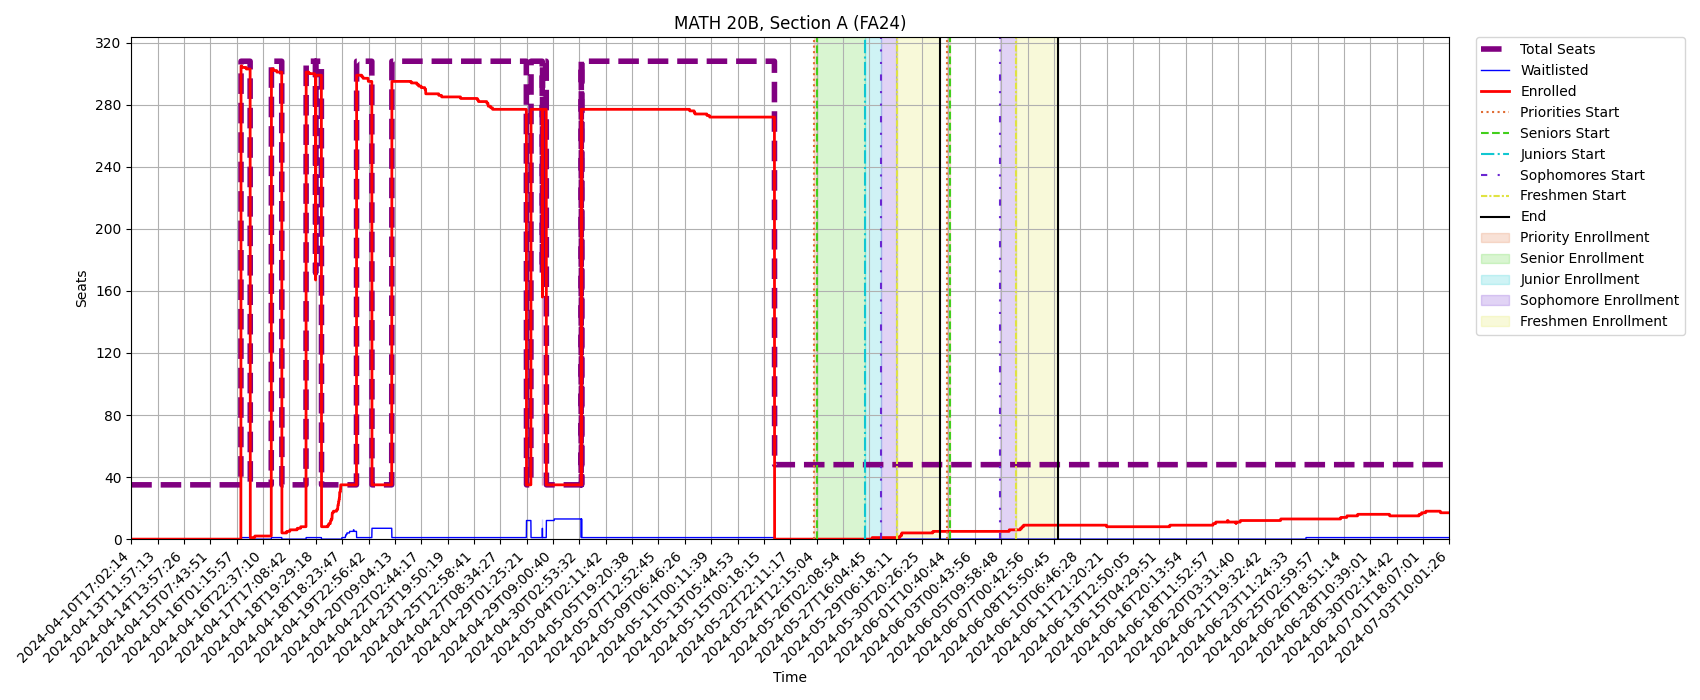 MATH 20B, Section A (FA24)
320
280
240
200
160
120
80
40
0
Seats
2024-04-10T17:02:14
2024-04-13T11:57:13
2024-04-14T13:57:26
2024-04-15T07:43:51
2024-04-16T01:15:57
2024-04-16T22:37:10
2024-04-17T17:08:42
2024-04-18T19:29:18
2024-04-18T18:23:47
2024-04-19T22:56:42
2024-04-20T09:04:13
2024-04-22T02:44:17
2024-04-23T19:50:19
2024-04-25T12:58:41
2024-04-27T08:34:27
2024-04-29T01:25:21
2024-04-29T09:00:40
2024-04-30T02:53:32
2024-05-04T02:11:42
2024-05-05T19:20:38
2024-05-07T12:52:45
2024-05-09T06:46:26
2024-05-11T00:11:39
2024-05-13T05:44:53
2024-05-15T00:18:15
2024-05-22T22:11:17
2024-05-24T12:15:04
2024-05-26T02:08:54
2024-05-27T16:04:45
2024-05-29T06:18:11
2024-05-30T20:26:25
2024-06-01T10:40:44
2024-06-03T00:43:56
2024-06-05T09:58:48
2024-06-07T00:42:56
2024-06-08T15:50:45
2024-06-10T06:46:28
2024-06-11T21:20:21
2024-06-13T12:50:05
2024-06-15T04:29:51
2024-06-16T20:13:54
2024-06-18T11:52:57
2024-06-20T03:31:40
2024-06-21T19:32:42
2024-06-23T11:24:33
2024-06-25T02:59:57
2024-06-26T18:51:14
2024-06-28T10:39:01
2024-06-30T02:14:42
2024-07-01T18:07:01
2024-07-03T10:01:26
Time
Total Seats
Waitlisted
Enrolled
Priorities Start
Seniors Start
Juniors Start
Sophomores Start
Freshmen Start
End
Priority Enrollment
Senior Enrollment
Junior Enrollment
Sophomore Enrollment
Freshmen Enrollment